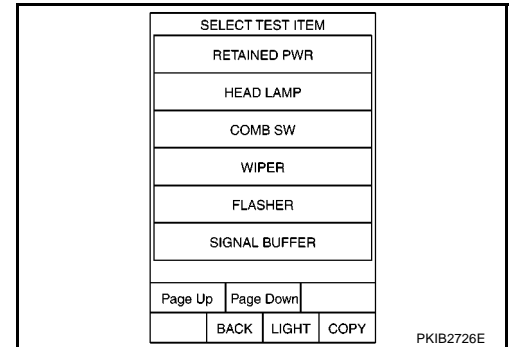 SELECT TEST ITEM
RETAINED PWR
HEAD LAMP
COMB SW
WIPER
FLASHER
SIGNAL BUFFER
Page Up Page Down
BACK LIGHT COPY
PKIB2726E